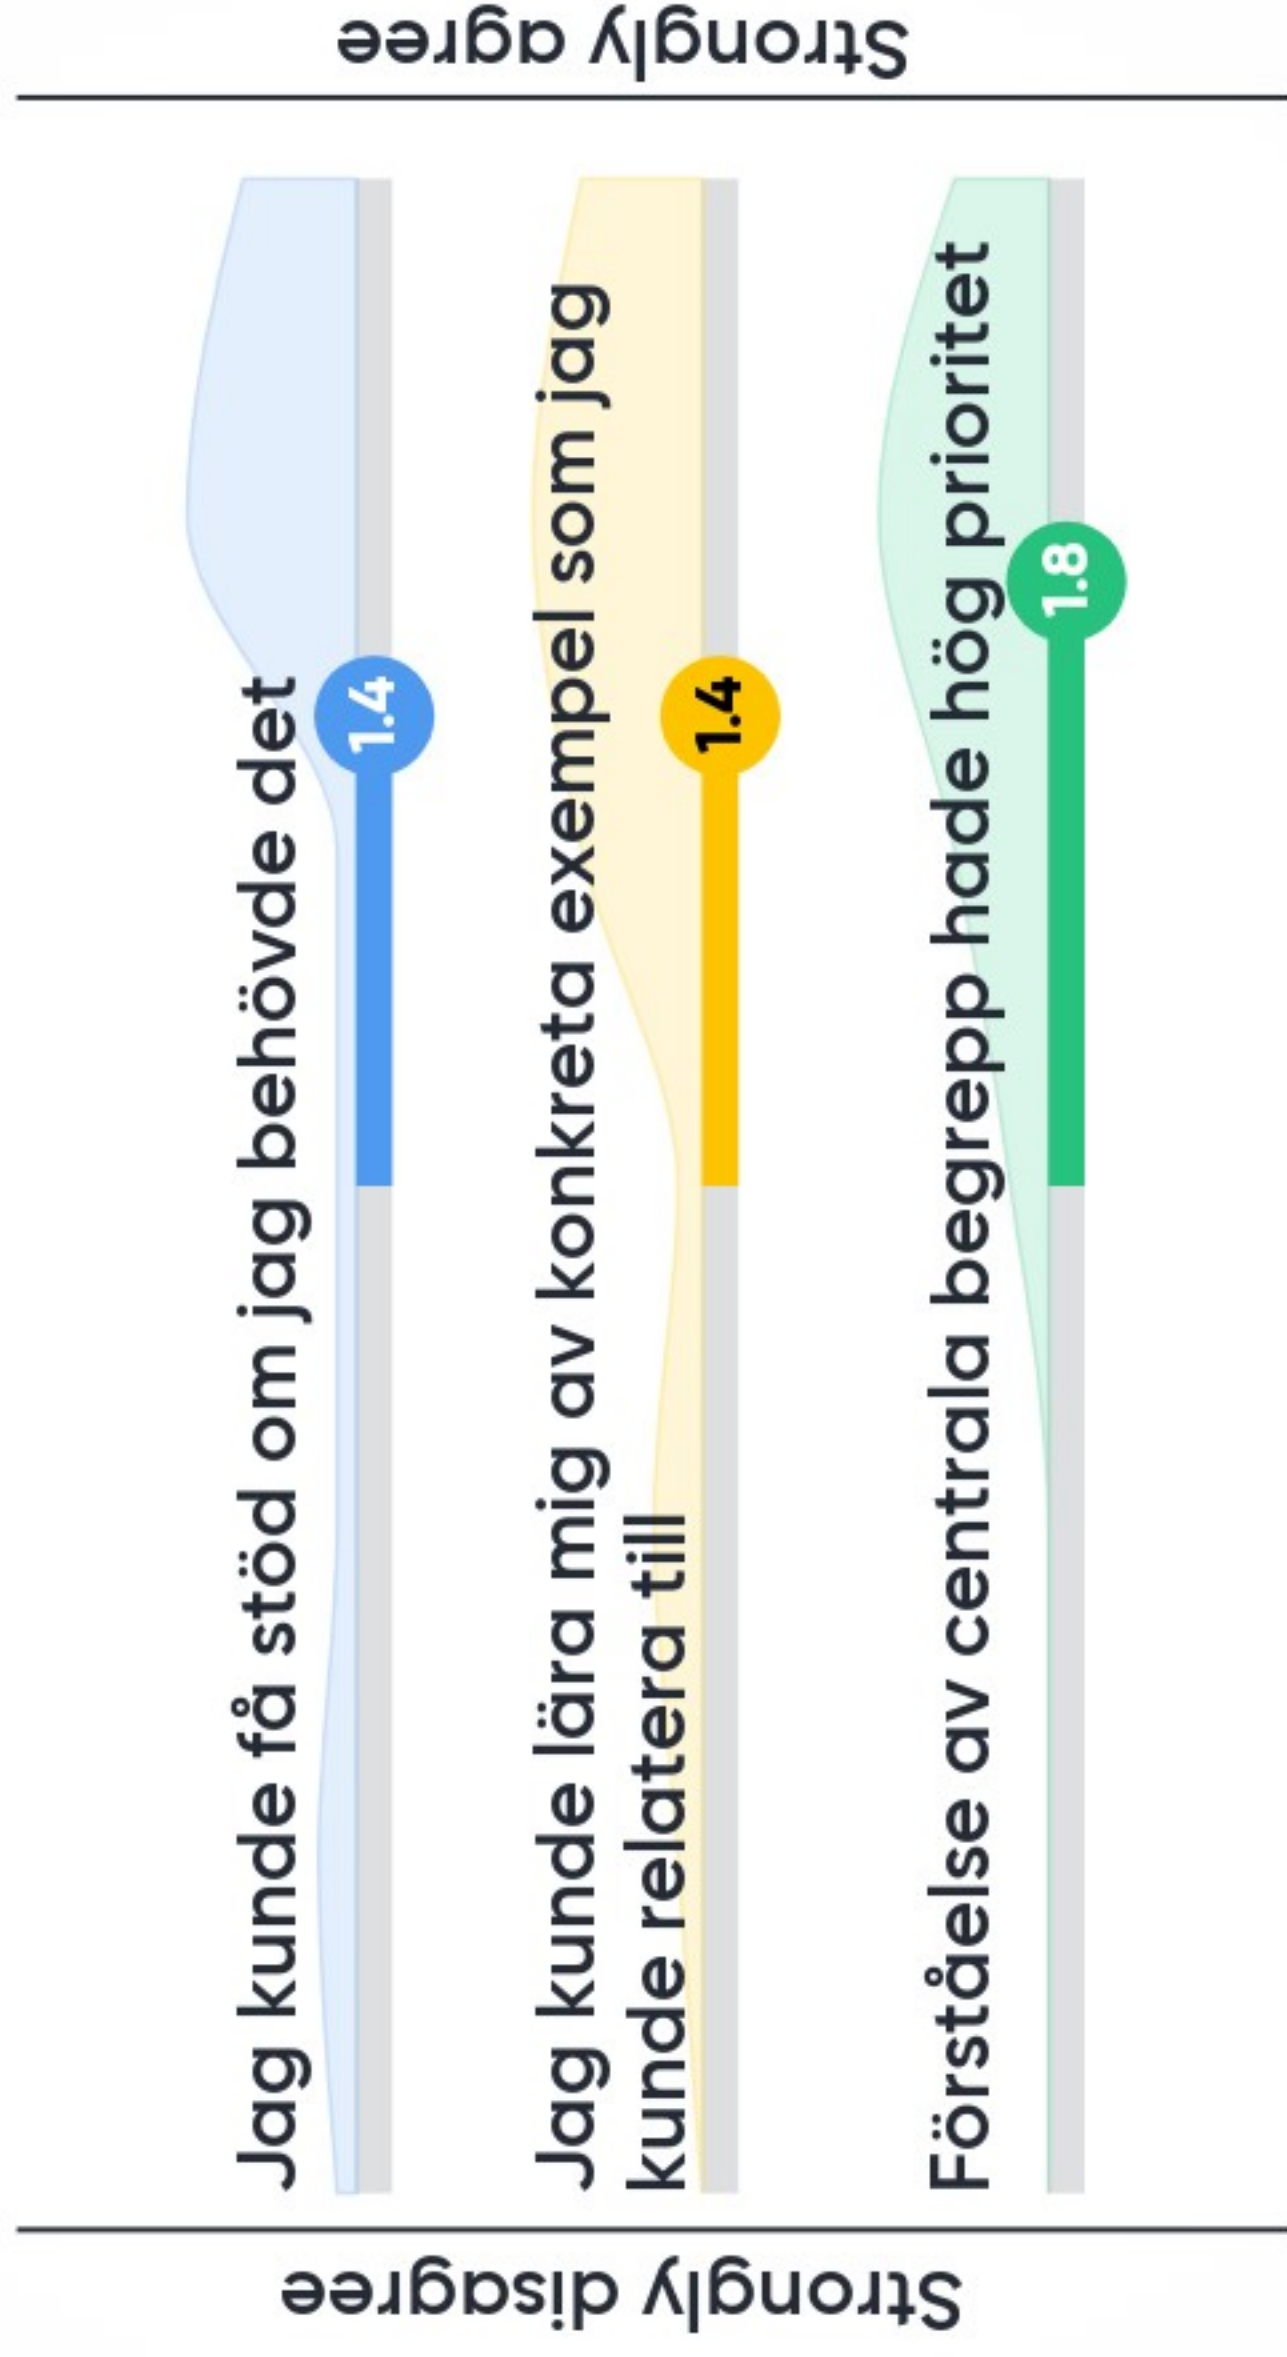 Strongly disagree
Jag kunde få stöd om jag behövde det
1.4
Jag kunde lära mig av konkreta exempel som jag
kunde relatera till
1.4
Förståelse av centrala begrepp hade hög prioritet
1.8
Strongly agree